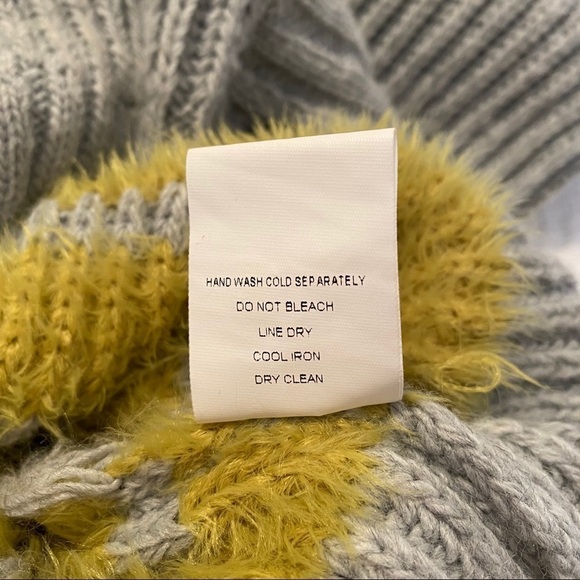 HAND WASH COLD SEPARATELY
DO NOT BLEACH
LINE DRY
COOL IRON
DRY CLEAN